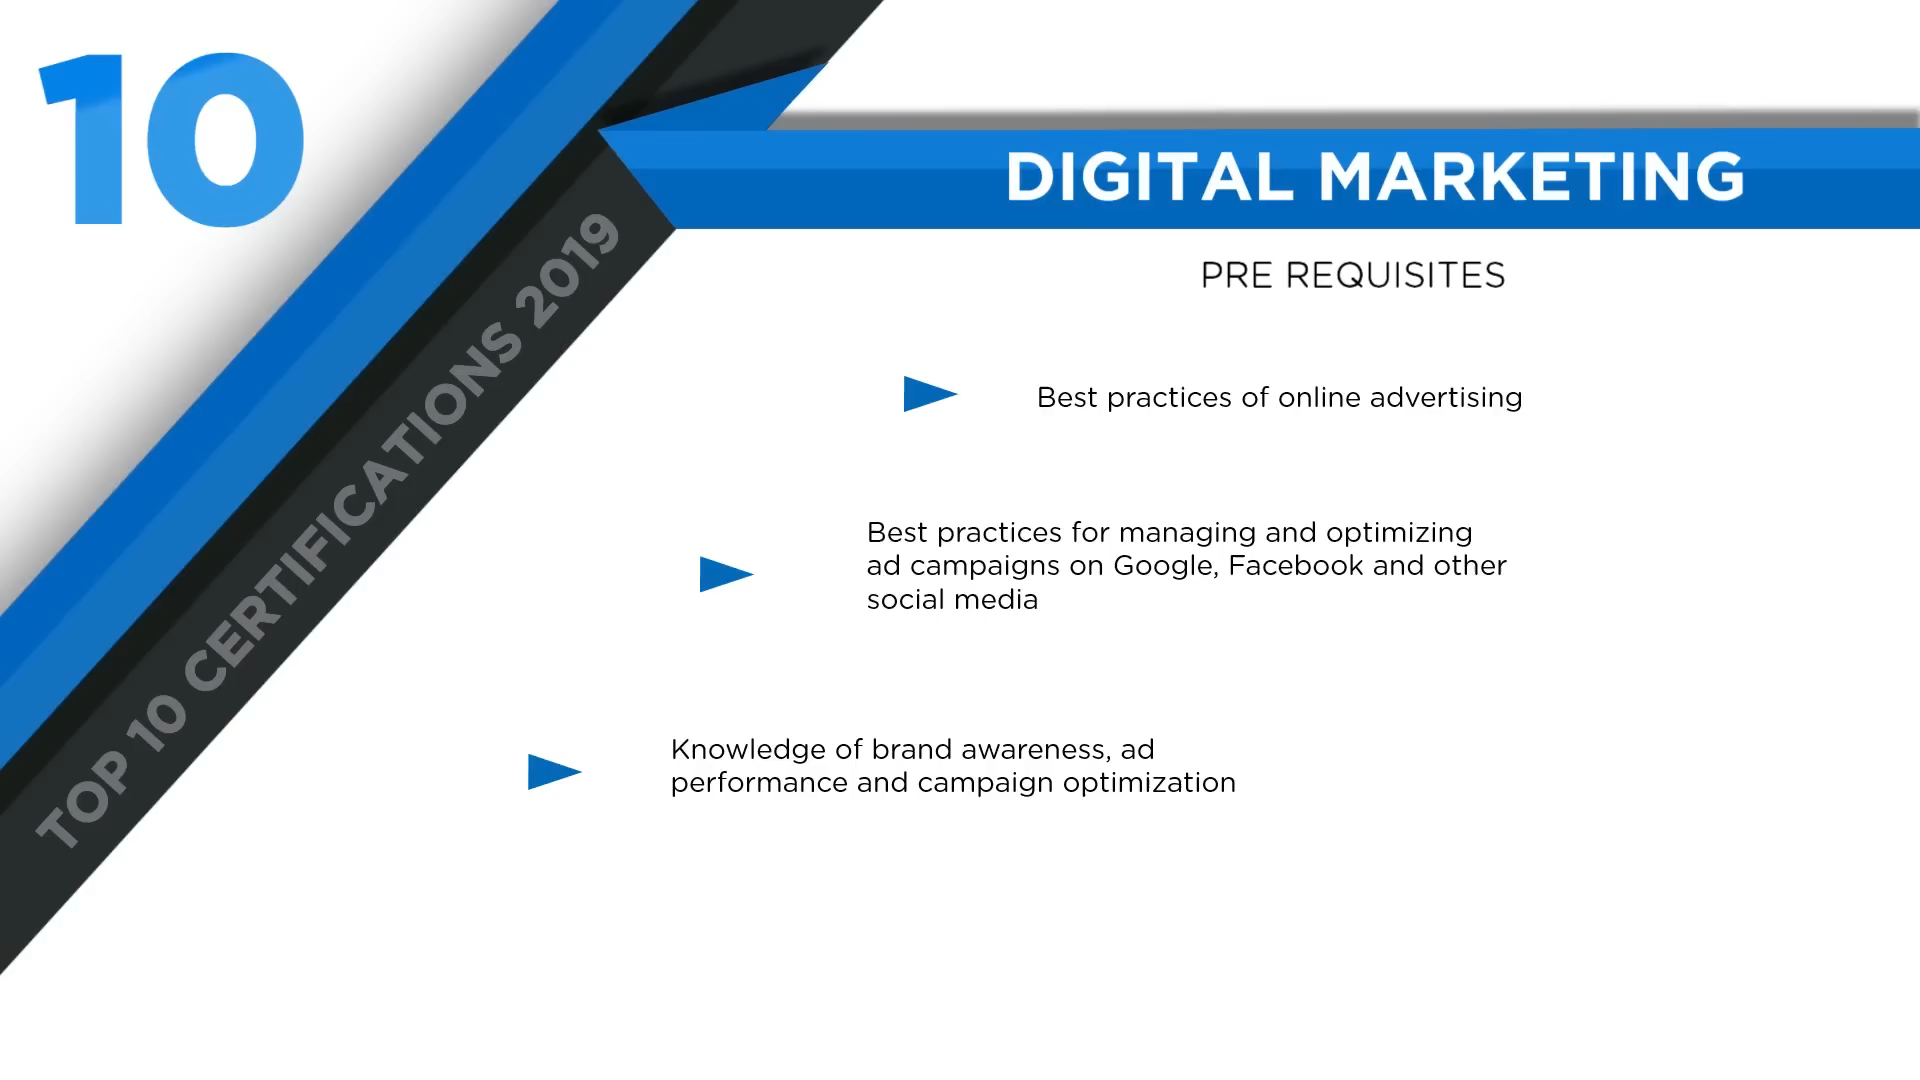 10
DIGITAL MARKETING
PRE REQUISITES
TOP 10 CERTIFICATIONS 2019
Best practices of online advertising
Best practices for managing and optimizing
ad campaigns on Google, Facebook and other
social media
Knowledge of brand awareness, ad
performance and campaign optimization